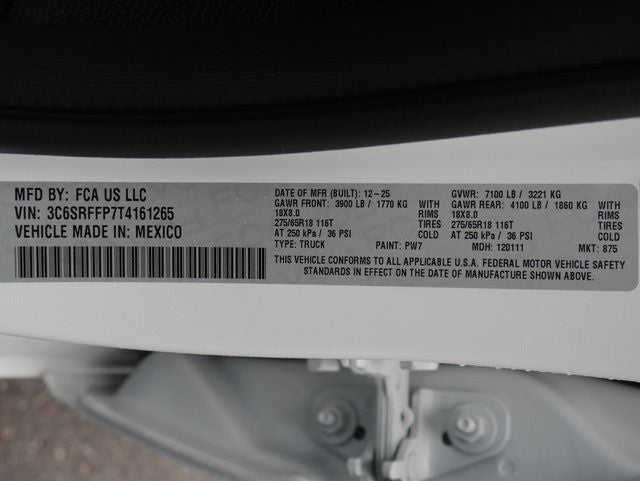 MFD BY: FCA US LLC
VIN: 3C6SRFFP7T4161265
VEHICLE MADE IN: MEXICO
DATE OF MFR (BUILT): 12-25
GAWR FRONT: 3900 LB / 1770 KG WITH
18X8.0 RIMS
275/65R18 116T TIRES
AT 250 kPa / 36 PSI COLD
TYPE: TRUCK PAINT: PW7
GVWR: 7100 LB / 3221 KG
GAWR REAR: 4100 LB / 1860 KG WITH
18X8.0 RIMS
275/65R18 116T TIRES
AT 250 kPa / 36 PSI COLD
MDH: 120111 MKT: 875
THIS VEHICLE CONFORMS TO ALL APPLICABLE U.S.A. FEDERAL MOTOR VEHICLE SAFETY
STANDARDS IN EFFECT ON THE DATE OF MANUFACTURE SHOWN ABOVE.